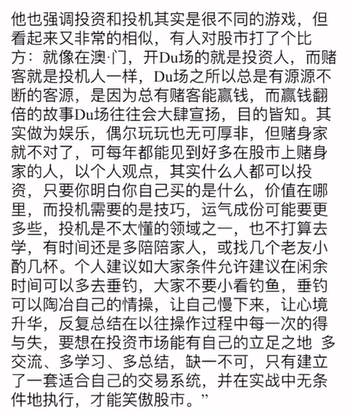 他也强调投资和投机其实是很不同的游戏，但
看起来又非常的相似，有人对股市打了个比
方：就像在澳·门，开Du场的就是投资人，而赌
客就是投机人一样，Du场之所以总是有源源不
断的客源，是因为总有赌客能赢钱，而赢钱翻
倍的故事Du场往往会大肆宣扬，目的皆知。其
实做为娱乐，偶尔玩玩也无可厚非，但赌身家
就不对了，可每年都能见到好多在股市上赌身
家的人，以个人观点，其实什么人都可以投
资，只要你明白你自己买的是什么，价值在哪
里，而投机需要的是技巧，运气成份可能要更
多些，投机是不太懂的领域之一，也不打算去
学，有时间还是多陪陪家人，或找几个老友小
酌几杯。个人建议如大家条件允许建议在闲余
时间可以多去垂钓，大家不要小看钓鱼，垂钓
可以陶冶自己的情操，让自己慢下来，让心境
升华，反复总结在以往操作过程中每一次的得
与失，要想在投资市场能有自己的立足之地 多
交流、多学习、多总结，缺一不可，只有建立
了一套适合自己的交易系统，并在实战中无条
件地执行，才能笑傲股市。”